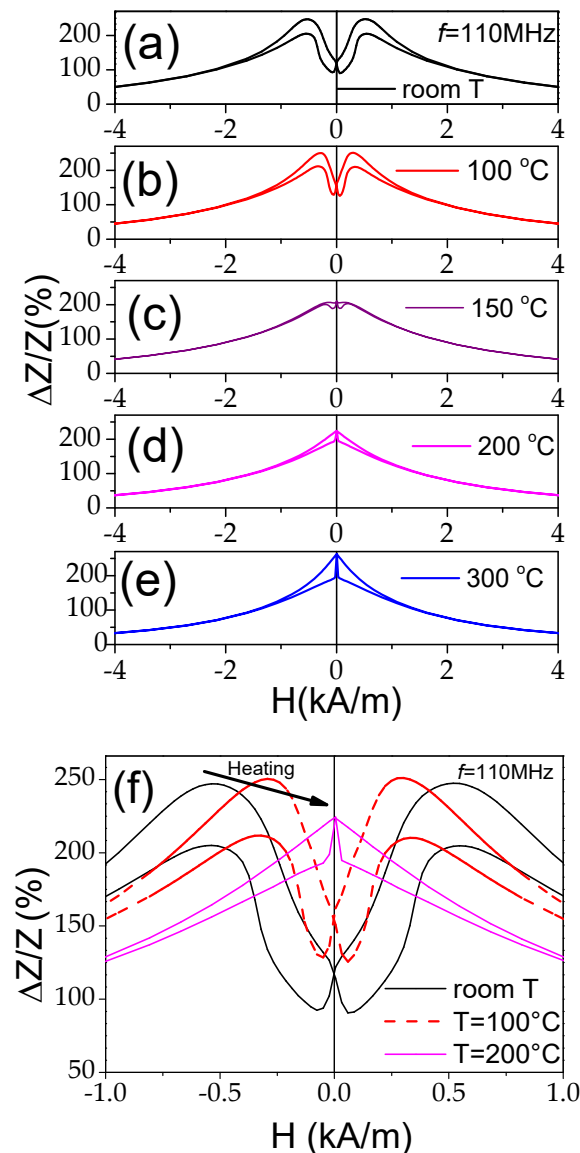 (a)
f=110MHz
room T
200
100
0
-4 -2 0 2 4
(b)
100 °C
200
100
0
-4 -2 0 2 4
(c)
150 °C
200
100
0
-4 -2 0 2 4
ΔZ/Z(%)
(d)
200 °C
200
100
0
-4 -2 0 2 4
(e)
300 °C
200
100
0
-4 -2 0 2 4
H(kA/m)
(f)
Heating
f=110MHz
250
200
150
100
50
ΔZ/Z (%)
room T
T=100°C
T=200°C
-1.0 -0.5 0.0 0.5 1.0
H (kA/m)